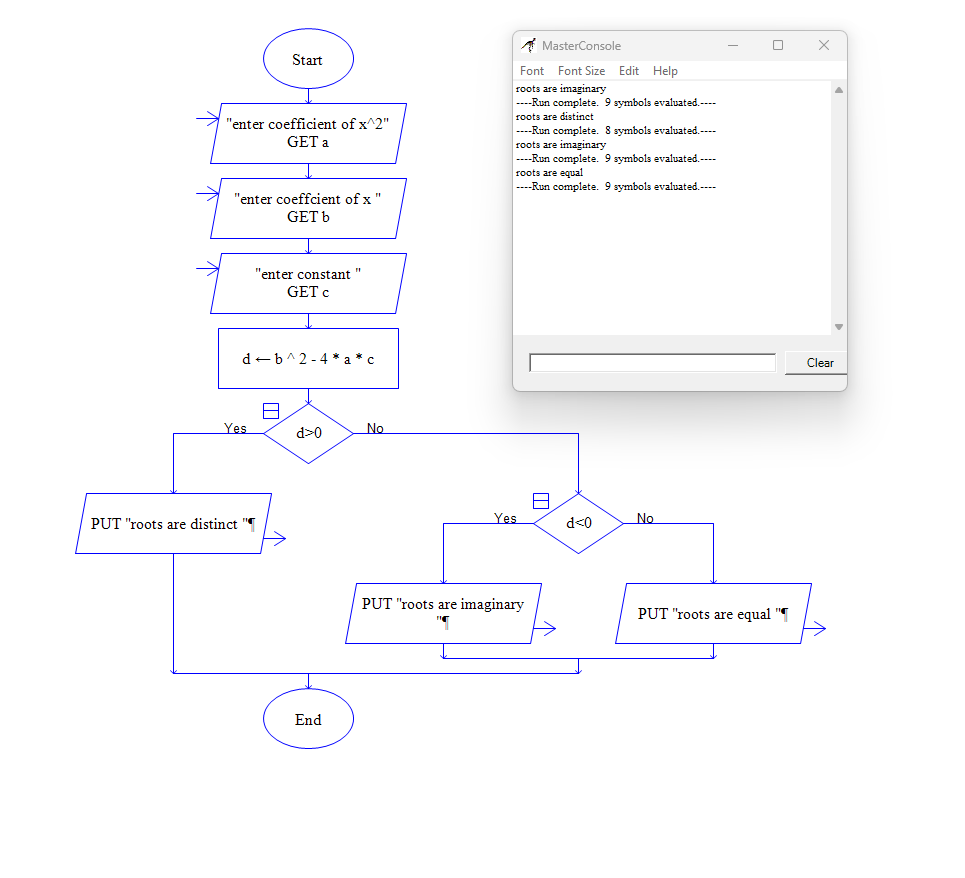 Start
"enter coefficient of x^2"
GET a
"enter coeffcient of x "
GET b
"enter constant "
GET c
d ← b ^ 2 - 4 * a * c
Yes
d>0
No
PUT "roots are distinct "¶
Yes
d<0
No
PUT "roots are imaginary
"¶
PUT "roots are equal "¶
End
MasterConsole
Font Font Size Edit Help
roots are imaginary
----Run complete.  9 symbols evaluated.----
roots are distinct
----Run complete.  8 symbols evaluated.----
roots are imaginary
----Run complete.  9 symbols evaluated.----
roots are equal
----Run complete.  9 symbols evaluated.----
Clear